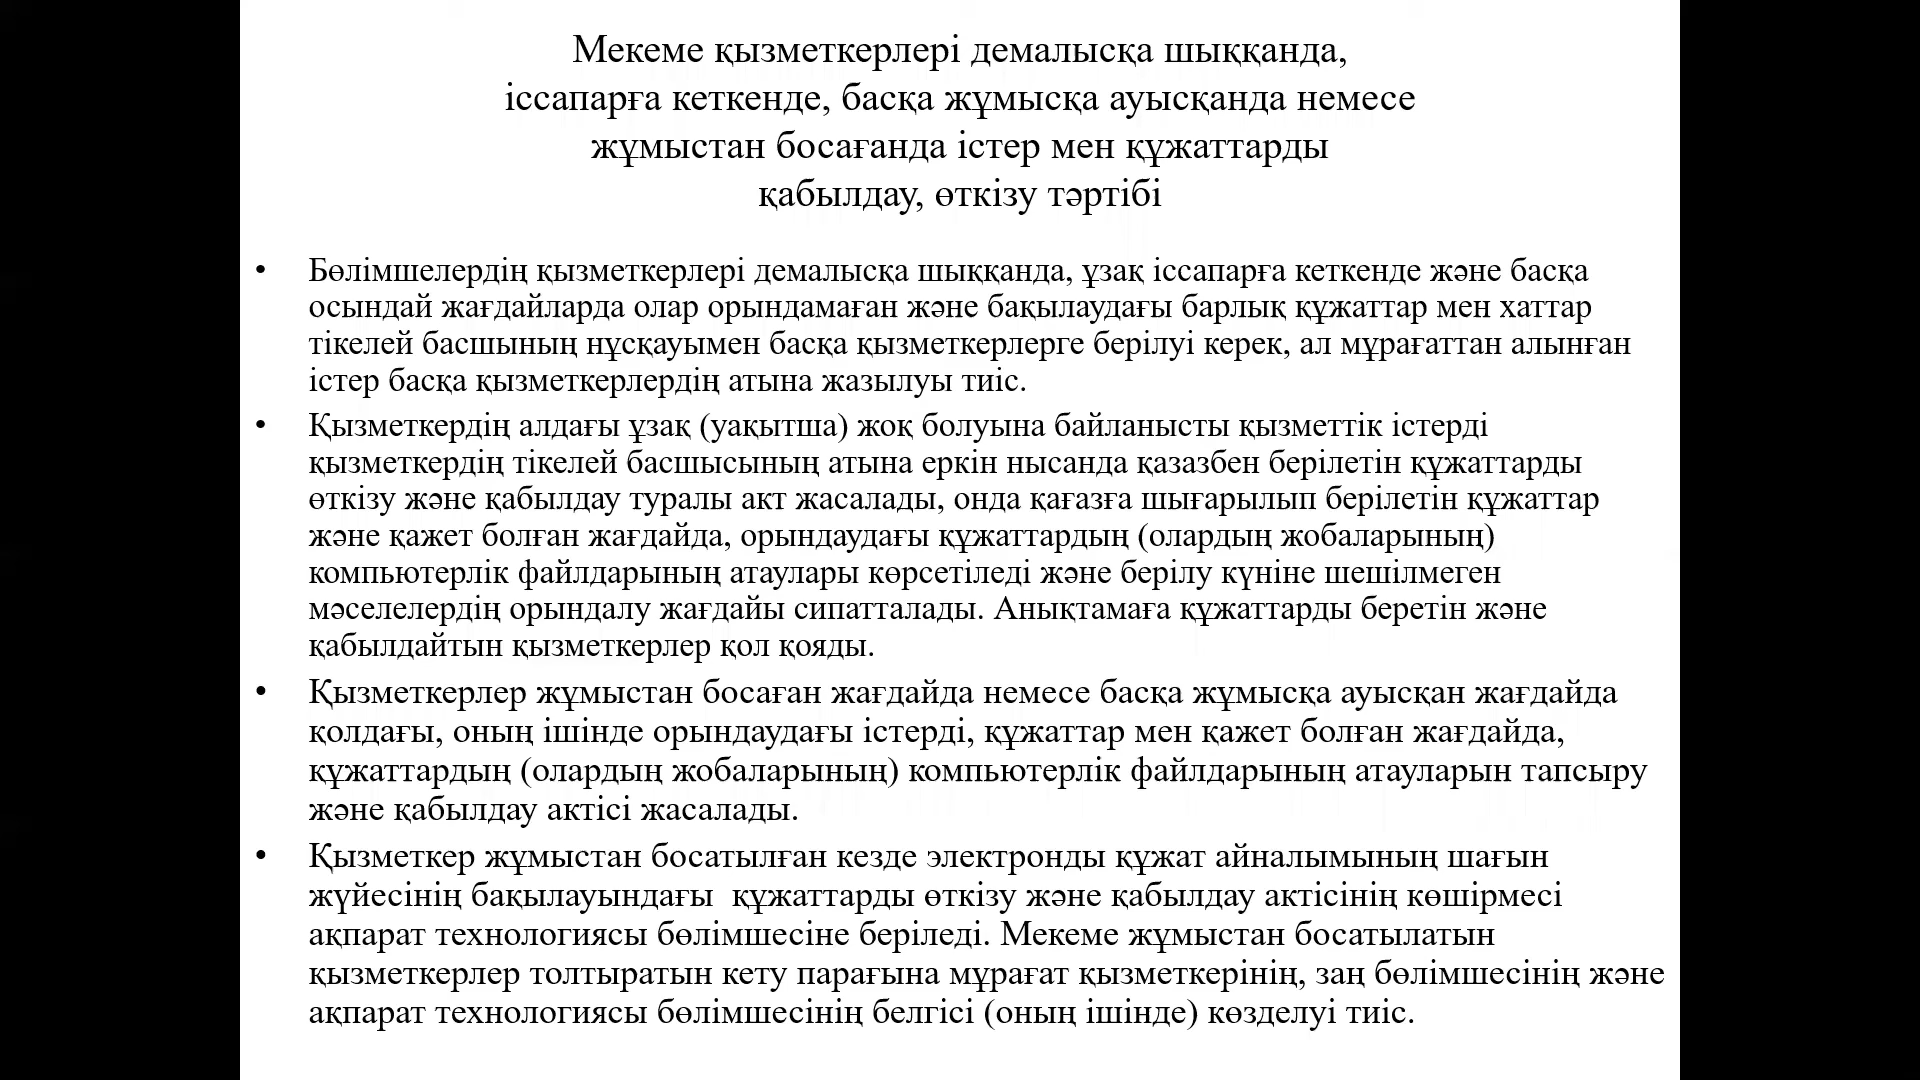 Мекеме қызметкерлері демалысқа шыққанда,
іссапарға кеткенде, басқа жұмысқа ауысқанда немесе
жұмыстан босағанда істер мен құжаттарды
қабылдау, өткізу тәртібі
• Бөлімшелердің қызметкерлері демалысқа шыққанда, ұзақ іссапарға кеткенде және басқа
осындай жағдайларда олар орындамаған және бақылаудағы барлық құжаттар мен хаттар
тікелей басшының нұсқауымен басқа қызметкерлерге берілуі керек, ал мұрағаттан алынған
істер басқа қызметкерлердің атына жазылуы тиіс.
• Қызметкердің алдағы ұзақ (уақытша) жоқ болуына байланысты қызметтік істерді
қызметкердің тікелей басшысының атына еркін нысанда қазазбен берілетін құжаттарды
өткізу және қабылдау туралы акт жасалады, онда қағазға шығарылып берілетін құжаттар
және қажет болған жағдайда, орындаудағы құжаттардың (олардың жобаларының)
компьютерлік файлдарының атаулары көрсетіледі және берілу күніне шешілмеген
мәселелердің орындалу жағдайы сипатталады. Анықтамаға құжаттарды беретін және
қабылдайтын қызметкерлер қол қояды.
• Қызметкерлер жұмыстан босаған жағдайда немесе басқа жұмысқа ауысқан жағдайда
қолдағы, оның ішінде орындаудағы істерді, құжаттар мен қажет болған жағдайда,
құжаттардың (олардың жобаларының) компьютерлік файлдарының атауларын тапсыру
және қабылдау актісі жасалады.
• Қызметкер жұмыстан босатылған кезде электронды құжат айналымының шағын
жүйесінің бақылауындағы  құжаттарды өткізу және қабылдау актісінің көшірмесі
ақпарат технологиясы бөлімшесіне беріледі. Мекеме жұмыстан босатылатын
қызметкерлер толтыратын кету парағына мұрағат қызметкерінің, заң бөлімшесінің және
ақпарат технологиясы бөлімшесінің белгісі (оның ішінде) көзделуі тиіс.